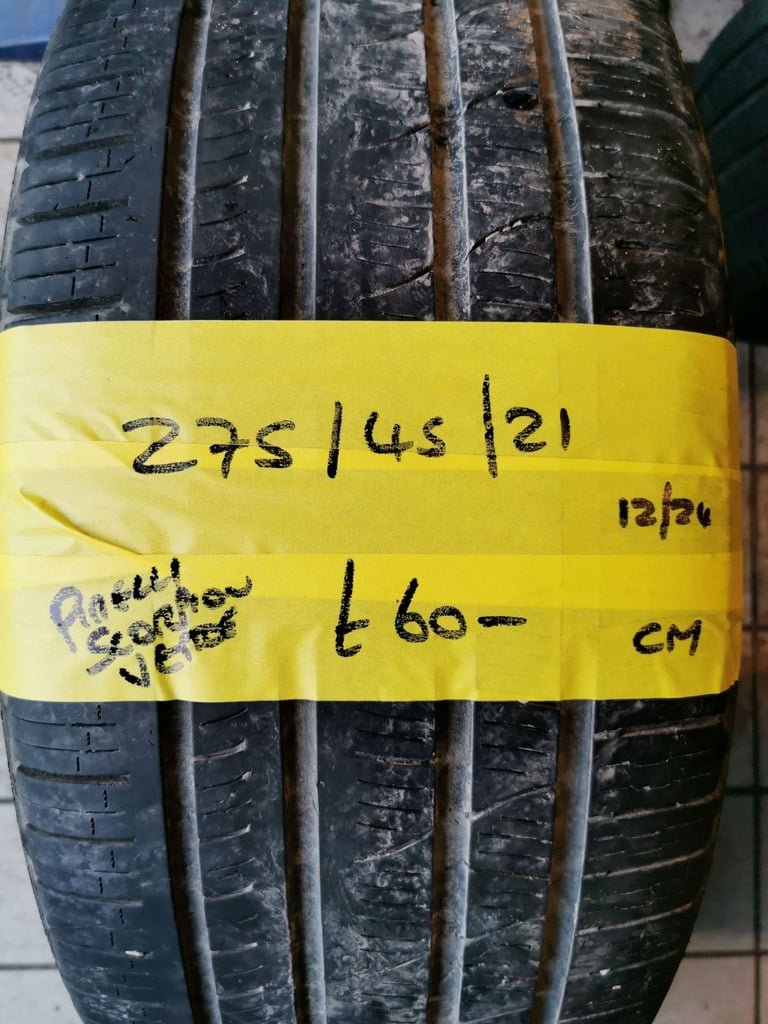 275/45/21
12/24
Pirelli
Scorpion
Verde
£60-
CM